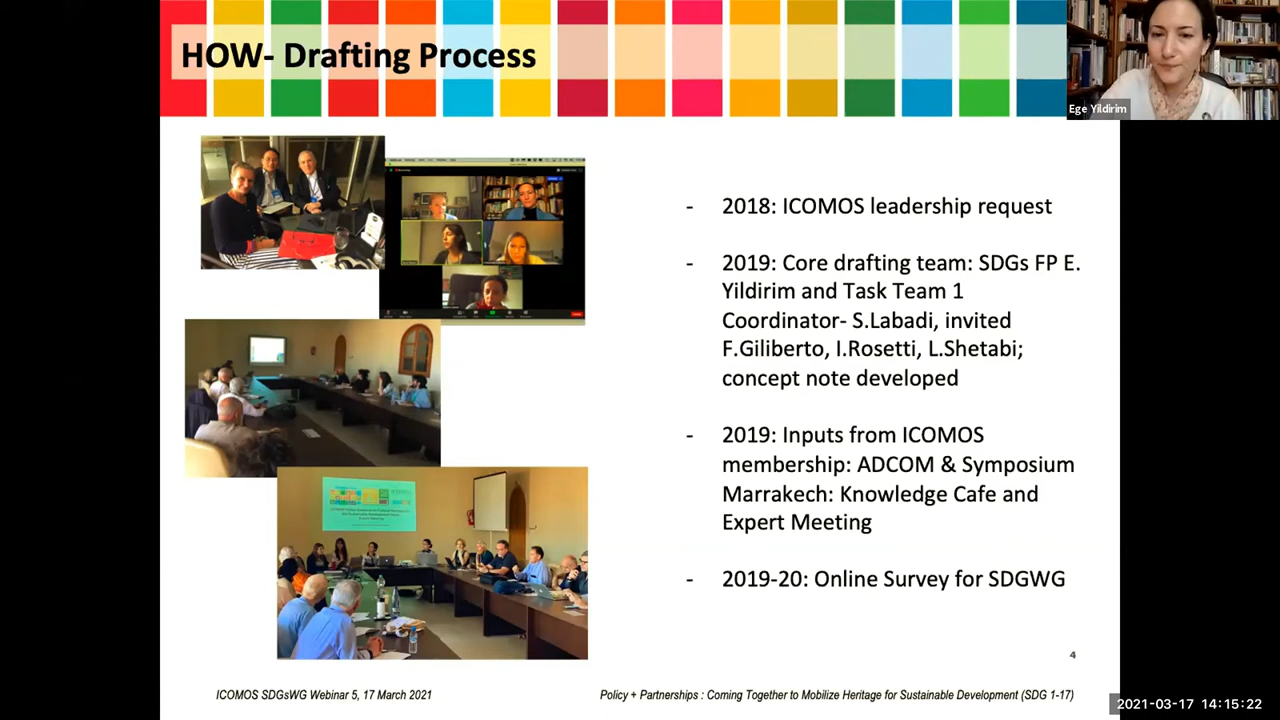 HOW- Drafting Process
Ege Yildirim
- 2018: ICOMOS leadership request
- 2019: Core drafting team: SDGs FP E.
Yildirim and Task Team 1
Coordinator- S.Labadi, invited
F.Giliberto, I.Rosetti, L.Shetabi;
concept note developed
- 2019: Inputs from ICOMOS
membership: ADCOM & Symposium
Marrakech: Knowledge Cafe and
Expert Meeting
- 2019-20: Online Survey for SDGWG
4
ICOMOS SDGsWG Webinar 5, 17 March 2021
Policy + Partnerships : Coming Together to Mobilize Heritage for Sustainable Development (SDG 1-17)
2021-03-17 14:15:22